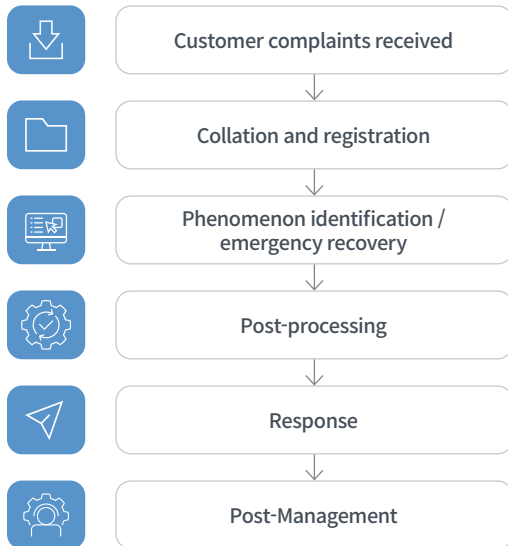 Customer complaints received
Collation and registration
Phenomenon identification /
emergency recovery
Post-processing
Response
Post-Management